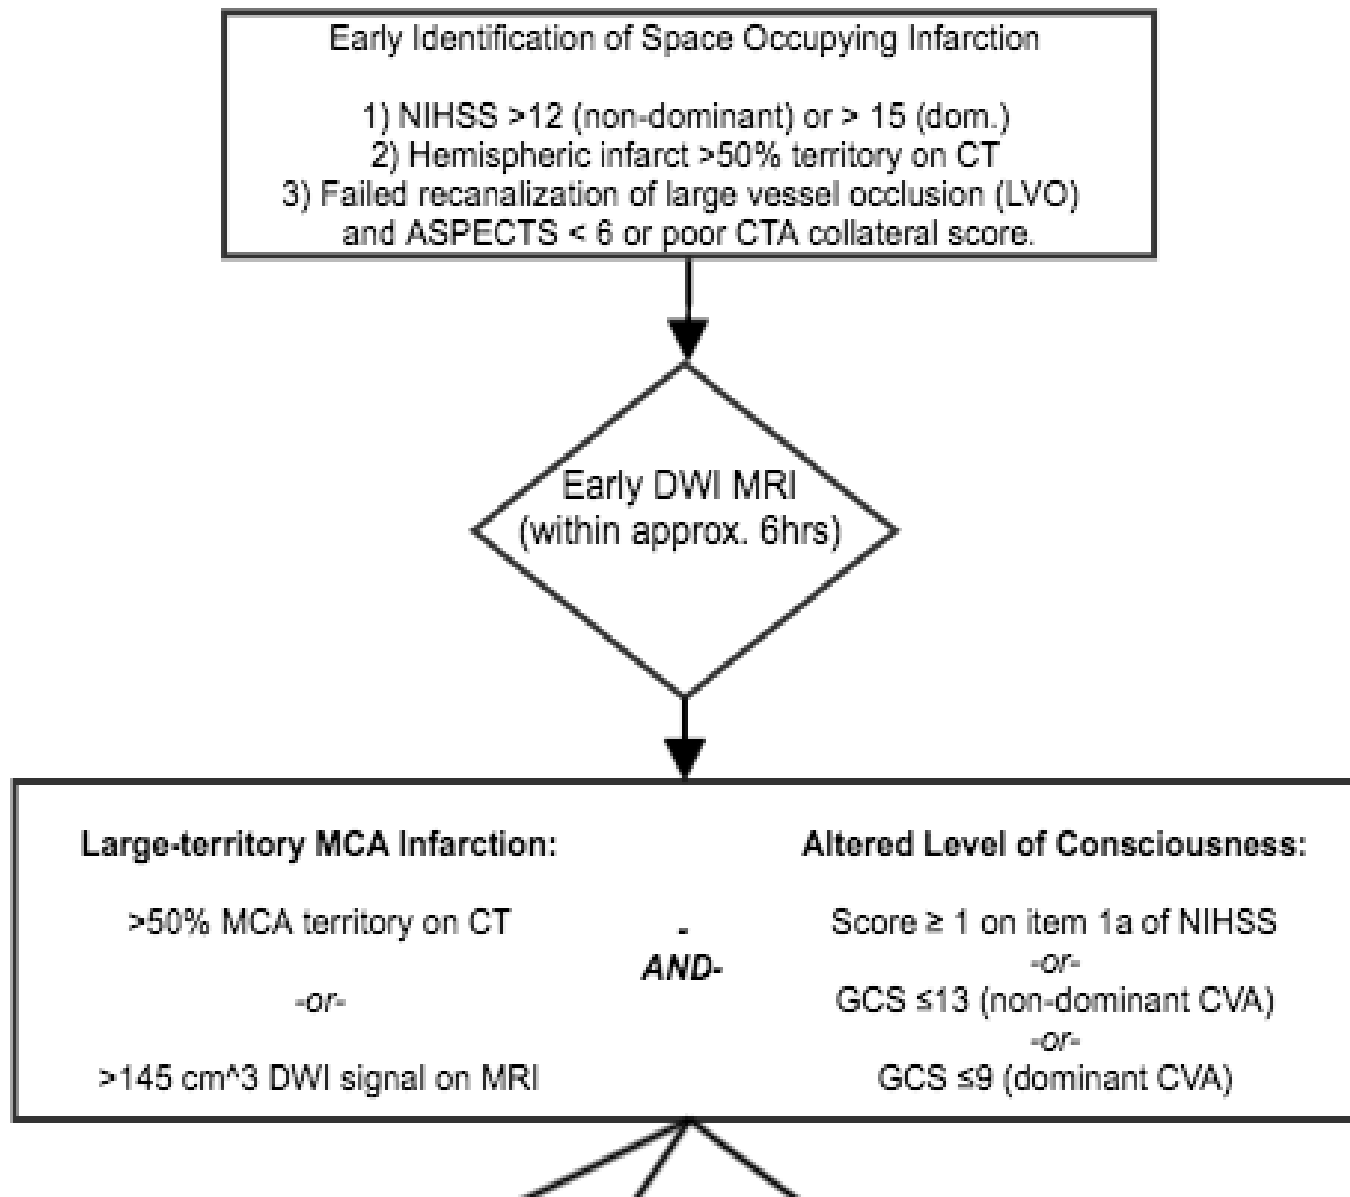 Early Identification of Space Occupying Infarction
1) NIHSS >12 (non-dominant) or > 15 (dom.)
2) Hemispheric infarct >50% territory on CT
3) Failed recanalization of large vessel occlusion (LVO)
and ASPECTS < 6 or poor CTA collateral score.
Early DWI MRI
(within approx. 6hrs)
Large-territory MCA Infarction:
>50% MCA territory on CT
-or-
>145 cm^3 DWI signal on MRI
-
AND-
Altered Level of Consciousness:
Score ≥ 1 on item 1a of NIHSS
-or-
GCS ≤13 (non-dominant CVA)
-or-
GCS ≤9 (dominant CVA)